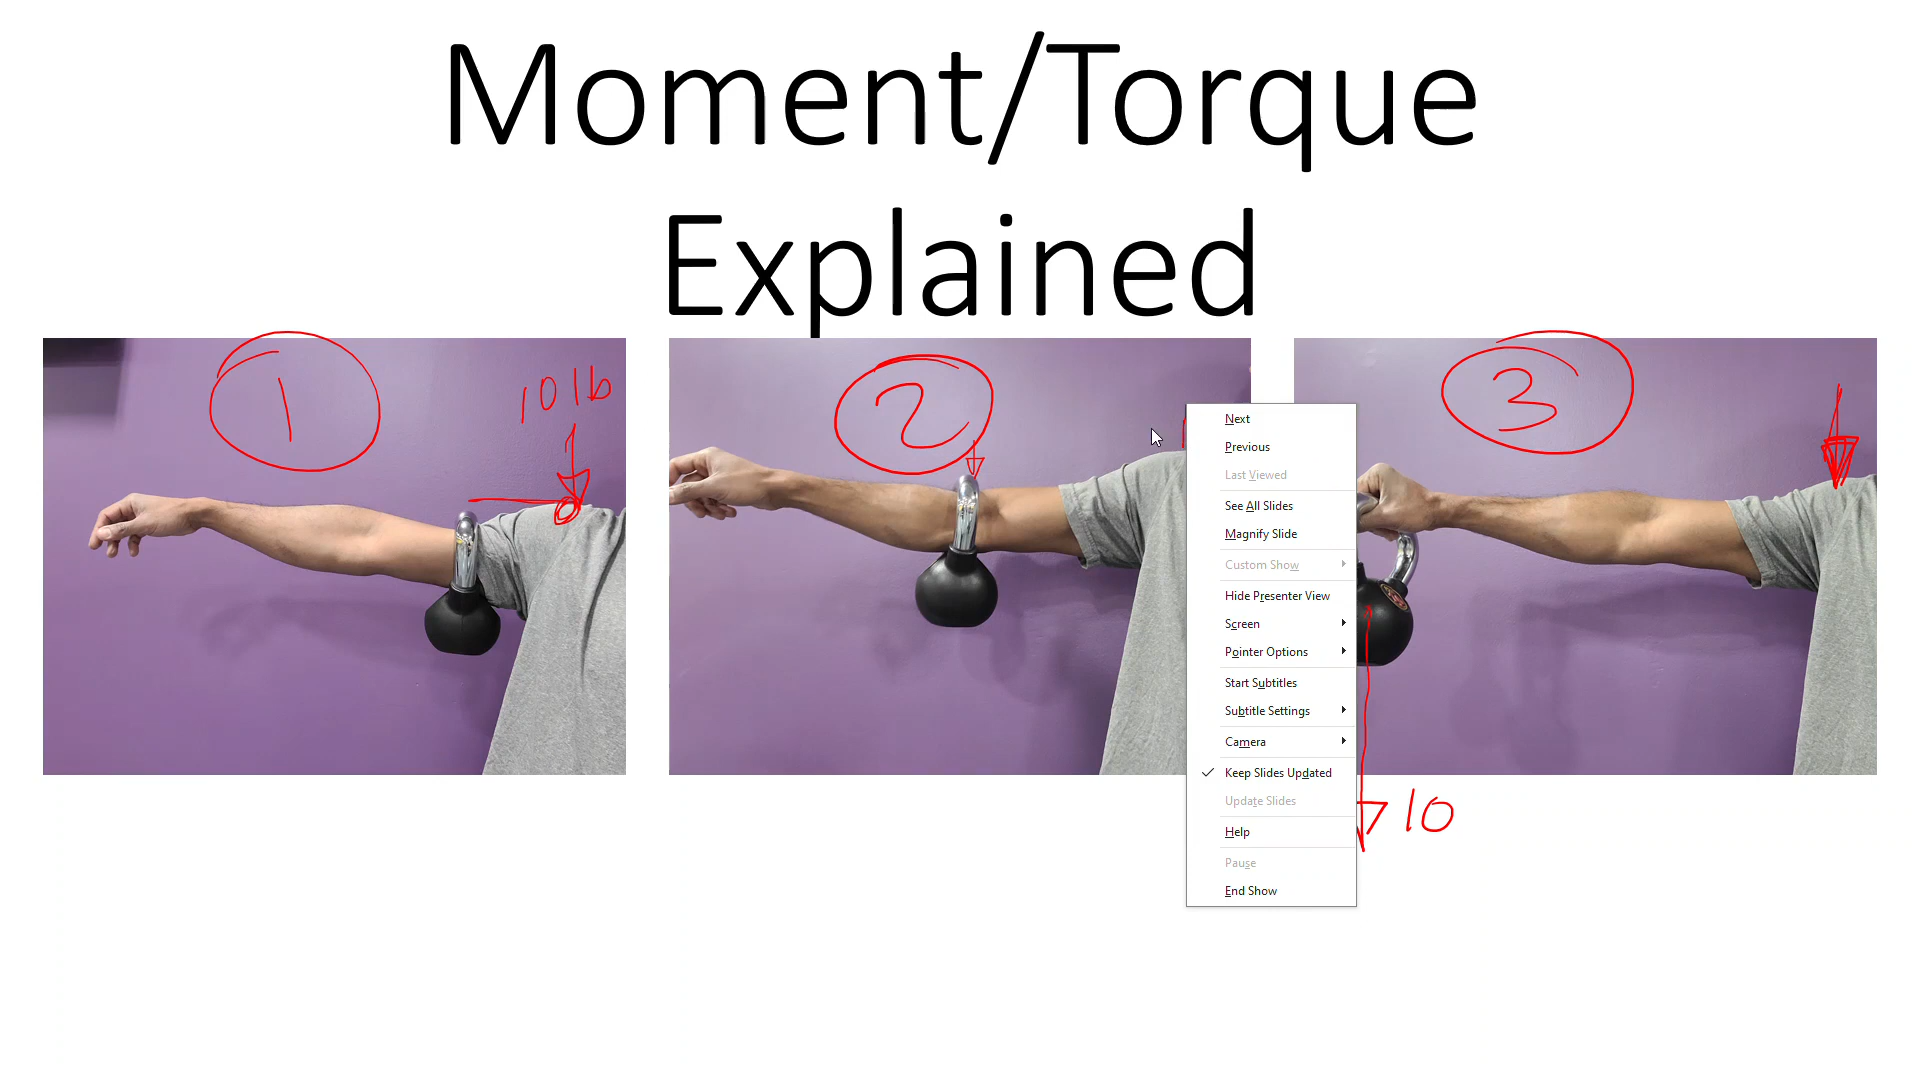 Moment/Torque
Explained
1
10 lb
2
3
Next
Previous
Last Viewed
See All Slides
Magnify Slide
Custom Show
Hide Presenter View
Screen
Pointer Options
Start Subtitles
Subtitle Settings
Camera
Keep Slides Updated
Update Slides
Help
Pause
End Show
10